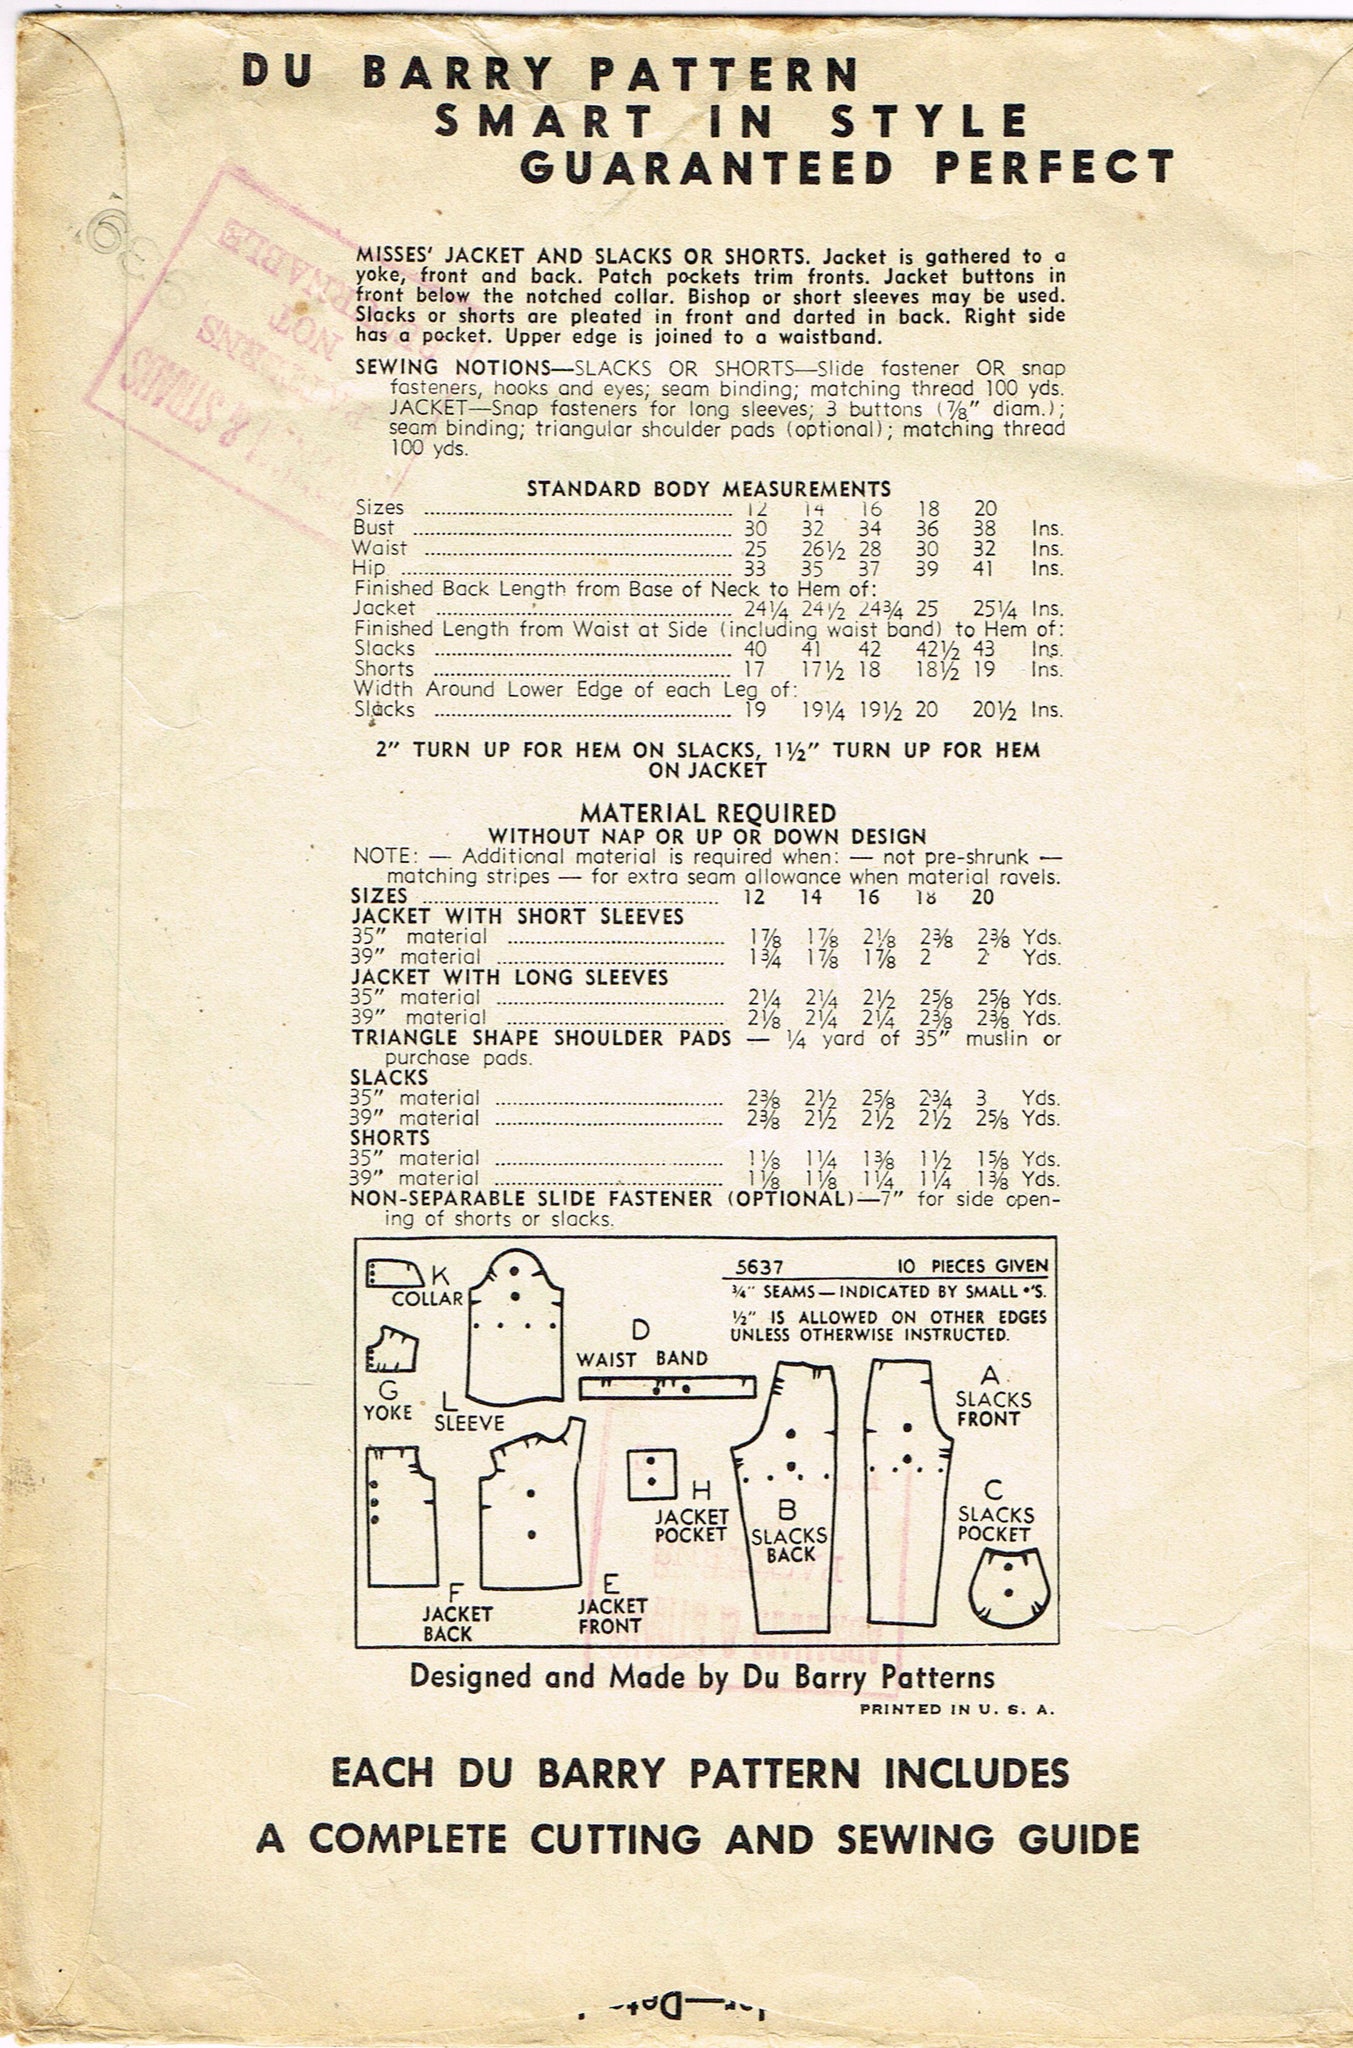 DU BARRY PATTERN
SMART IN STYLE
GUARANTEED PERFECT
MISSES' JACKET AND SLACKS OR SHORTS. Jacket is gathered to a
yoke, front and back. Patch pockets trim fronts. Jacket buttons in
front below the notched collar. Bishop or short sleeves may be used.
Slacks or shorts are pleated in front and darted in back. Right side
has a pocket. Upper edge is joined to a waistband.
SEWING NOTIONS—SLACKS OR SHORTS—Slide fastener OR snap
fasteners, hooks and eyes; seam binding; matching thread 100 yds.
JACKET—Snap fasteners for long sleeves; 3 buttons (7/8" diam.);
seam binding; triangular shoulder pads (optional); matching thread
100 yds.
NOT
& STRAUS
STANDARD BODY MEASUREMENTS
Sizes 12 14 16 18 20
Bust 30 32 34 36 38 Ins.
Waist 25 26½ 28 30 32 Ins.
Hip 33 35 37 39 41 Ins.
Finished Back Length from Base of Neck to Hem of:
Jacket 24¼ 24½ 24¾ 25 25¼ Ins.
Finished Length from Waist at Side (including waist band) to Hem of:
Slacks 40 41 42 42½ 43 Ins.
Shorts 17 17½ 18 18½ 19 Ins.
Width Around Lower Edge of each Leg of:
Slacks 19 19¼ 19½ 20 20½ Ins.
2" TURN UP FOR HEM ON SLACKS, 1½" TURN UP FOR HEM
ON JACKET
MATERIAL REQUIRED
WITHOUT NAP OR UP OR DOWN DESIGN
NOTE: — Additional material is required when: — not pre-shrunk —
matching stripes — for extra seam allowance when material ravels.
SIZES 12 14 16 18 20
JACKET WITH SHORT SLEEVES
35" material 1⅞ 1⅞ 2⅛ 2⅜ 2⅜ Yds.
39" material 1¾ 1⅞ 1⅞ 2 2 Yds.
JACKET WITH LONG SLEEVES
35" material 2¼ 2¼ 2½ 2⅝ 2⅝ Yds.
39" material 2⅛ 2¼ 2¼ 2⅜ 2⅜ Yds.
TRIANGLE SHAPE SHOULDER PADS — ¼ yard of 35" muslin or
purchase pads.
SLACKS
35" material 2⅜ 2½ 2⅝ 2¾ 3 Yds.
39" material 2⅜ 2½ 2½ 2½ 2⅝ Yds.
SHORTS
35" material 1⅛ 1¼ 1⅜ 1½ 1⅝ Yds.
39" material 1⅛ 1⅛ 1¼ 1¼ 1⅜ Yds.
NON-SEPARABLE SLIDE FASTENER (OPTIONAL)—7" for side open-
ing of shorts or slacks.
5637 10 PIECES GIVEN
¾" SEAMS—INDICATED BY SMALL •'S.
½" IS ALLOWED ON OTHER EDGES
UNLESS OTHERWISE INSTRUCTED.
K
COLLAR
G
YOKE
L
SLEEVE
D
WAIST BAND
A
SLACKS
FRONT
H
JACKET
POCKET
B
SLACKS
BACK
C
SLACKS
POCKET
F
JACKET
BACK
E
JACKET
FRONT
Designed and Made by Du Barry Patterns
PRINTED IN U. S. A.
EACH DU BARRY PATTERN INCLUDES
A COMPLETE CUTTING AND SEWING GUIDE